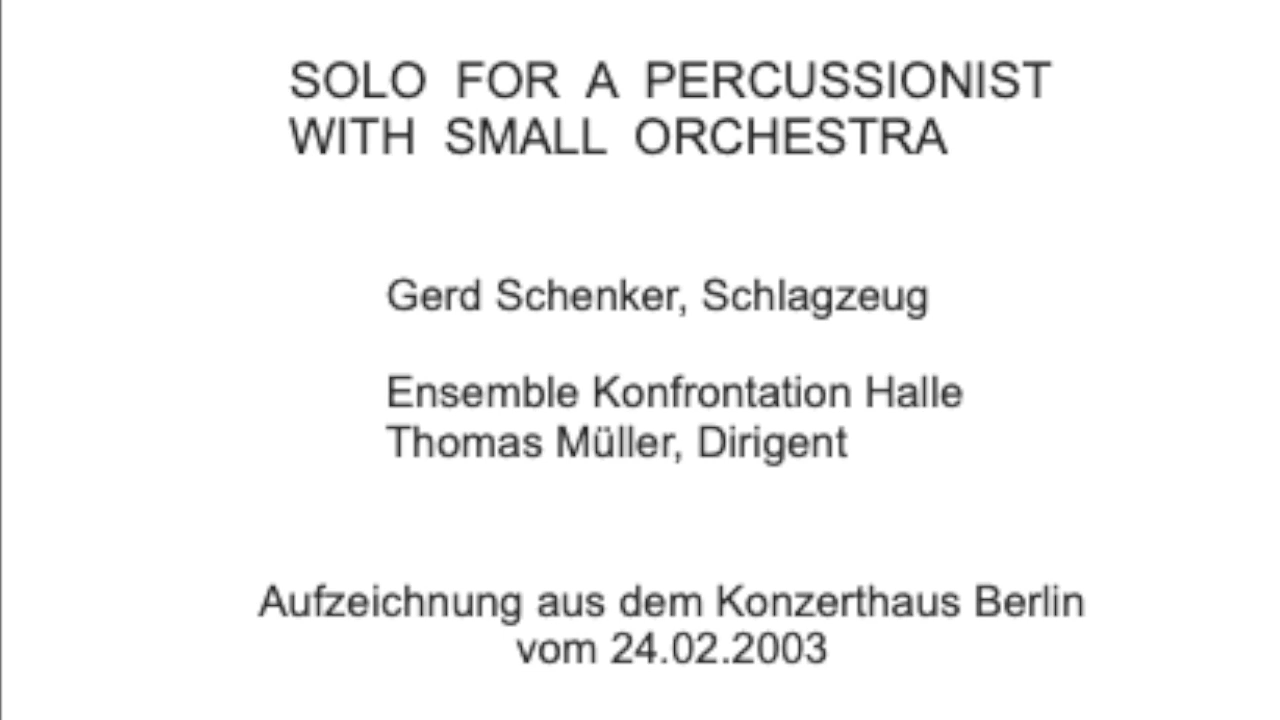 SOLO FOR A PERCUSSIONIST
WITH SMALL ORCHESTRA
Gerd Schenker, Schlagzeug
Ensemble Konfrontation Halle
Thomas Müller, Dirigent
Aufzeichnung aus dem Konzerthaus Berlin
vom 24.02.2003